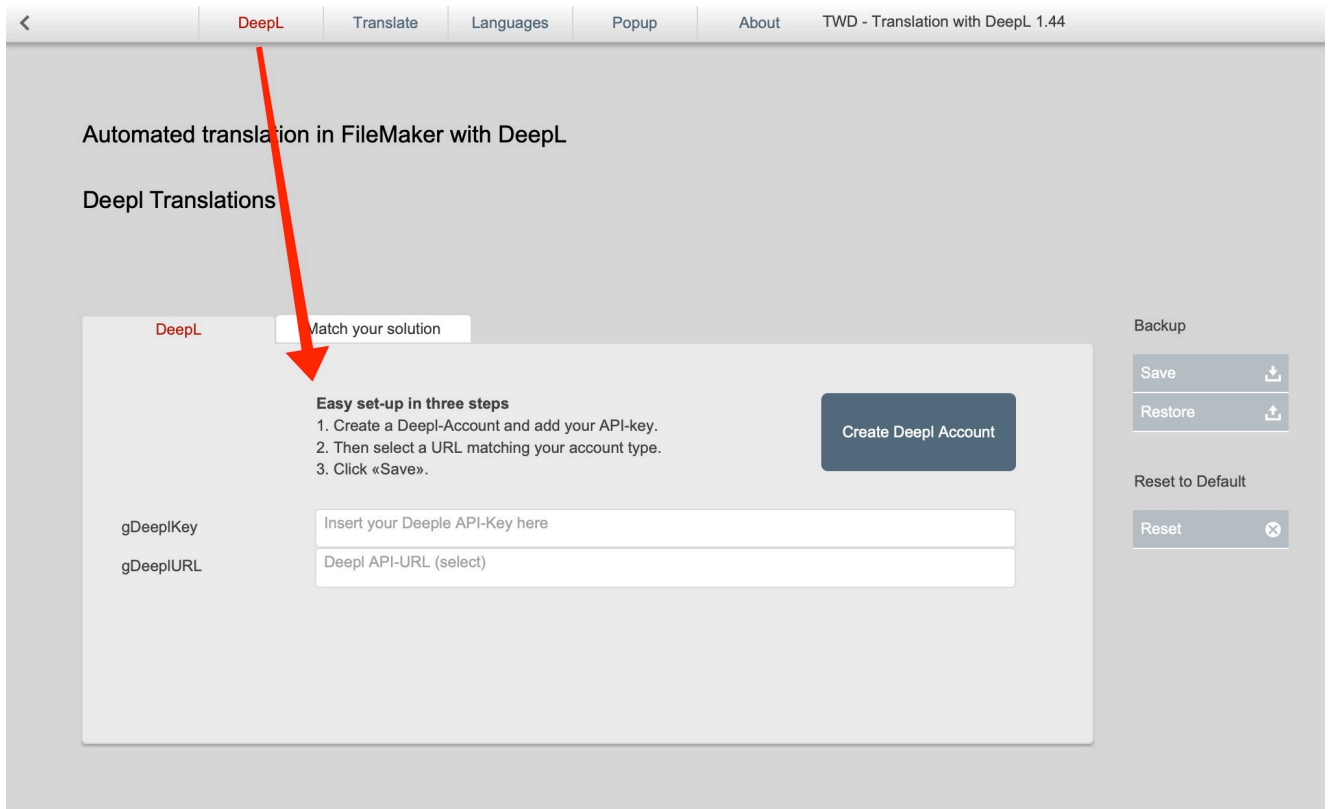 DeepL Translate Languages Popup About TWD - Translation with DeepL 1.44
Automated translation in FileMaker with DeepL
Deepl Translations
DeepL Match your solution
Easy set-up in three steps
1. Create a Deepl-Account and add your API-key.
2. Then select a URL matching your account type.
3. Click «Save».
Create Deepl Account
gDeeplKey Insert your Deeple API-Key here
gDeeplURL Deepl API-URL (select)
Backup
Save
Restore
Reset to Default
Reset